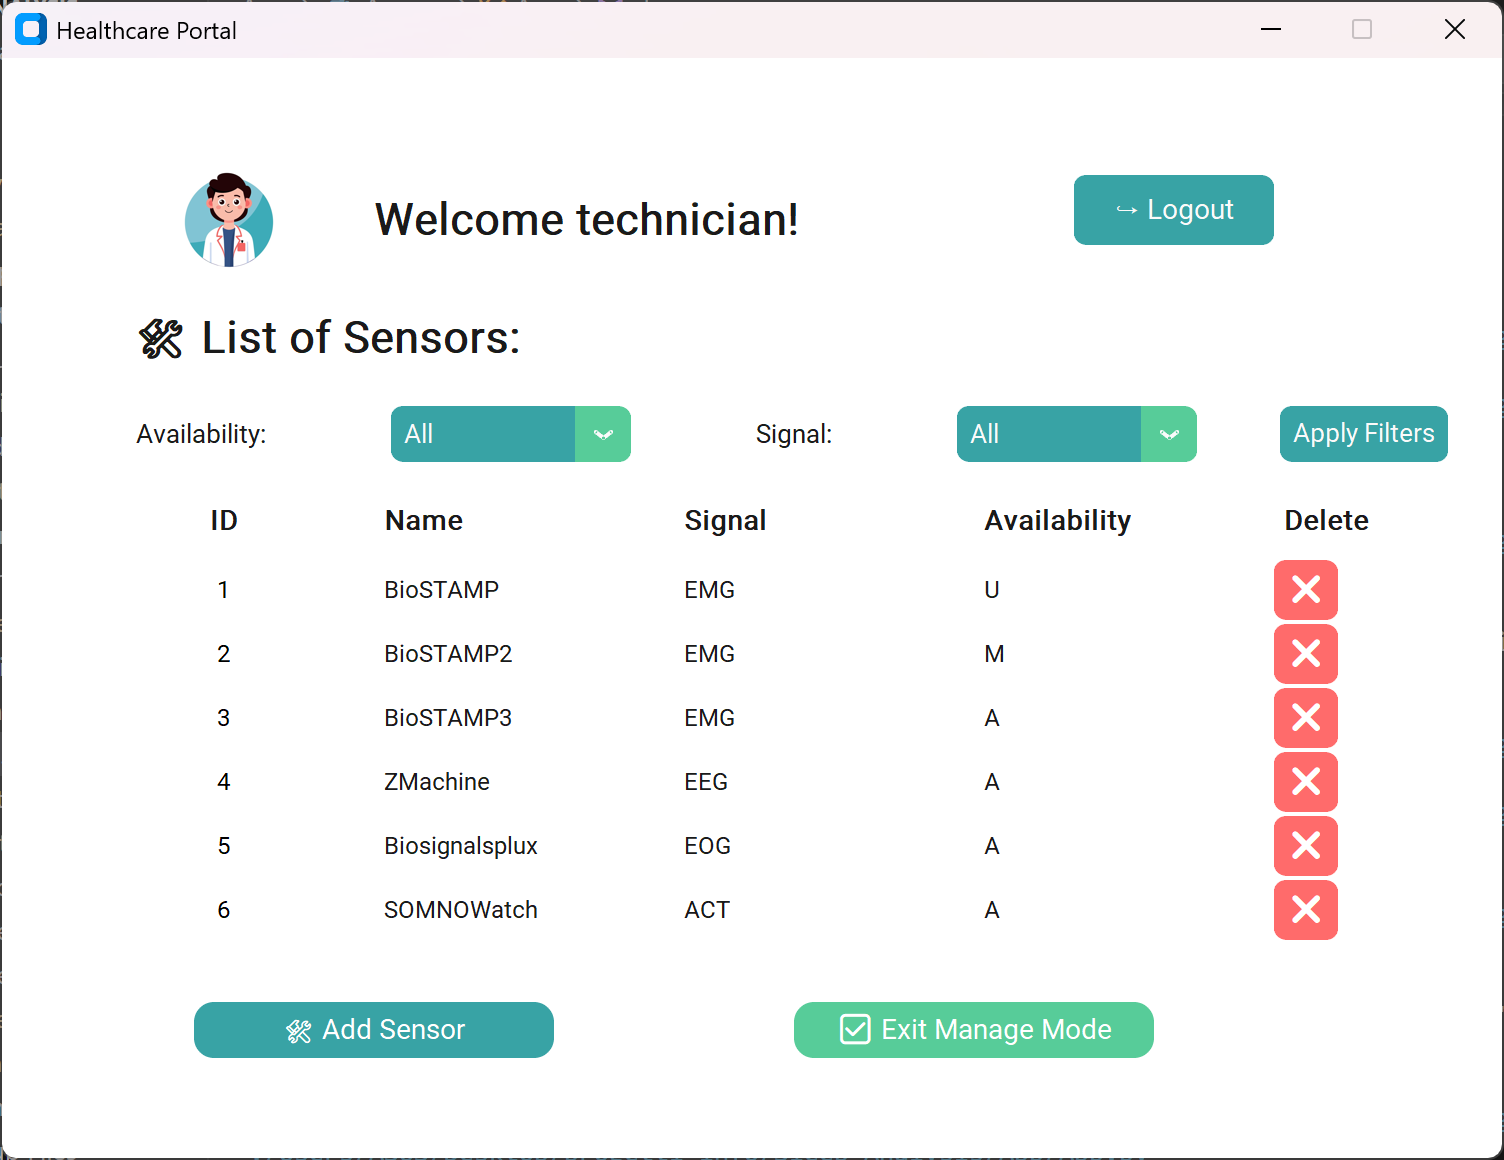 Healthcare Portal
Welcome technician!
↪ Logout
🛠 List of Sensors:
Availability: All Signal: All Apply Filters
ID Name Signal Availability Delete
1 BioSTAMP EMG U
2 BioSTAMP2 EMG M
3 BioSTAMP3 EMG A
4 ZMachine EEG A
5 Biosignalsplux EOG A
6 SOMNOWatch ACT A
🛠 Add Sensor ☑ Exit Manage Mode